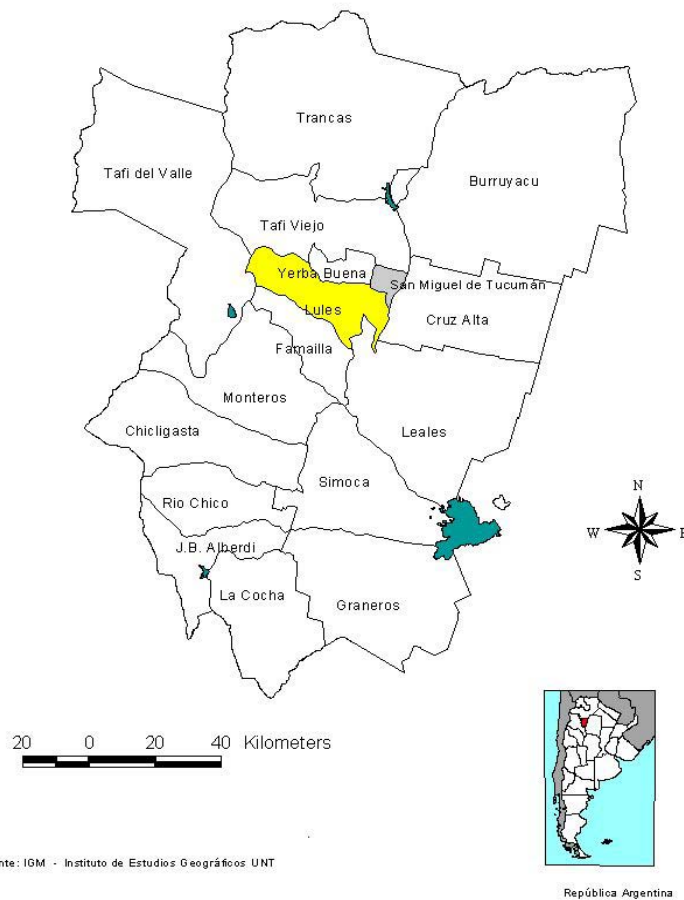 Trancas
Tafi del Valle
Burruyacu
Tafi Viejo
Yerba Buena
San Miguel de Tucumán
Lules
Cruz Alta
Famailla
Monteros
Chicligasta
Leales
Simoca
Rio Chico
J.B. Alberdi
La Cocha
Graneros
N
W E
S
20 0 20 40 Kilometers
nte: IGM - Instituto de Estudios Geográficos UNT
República Argentina